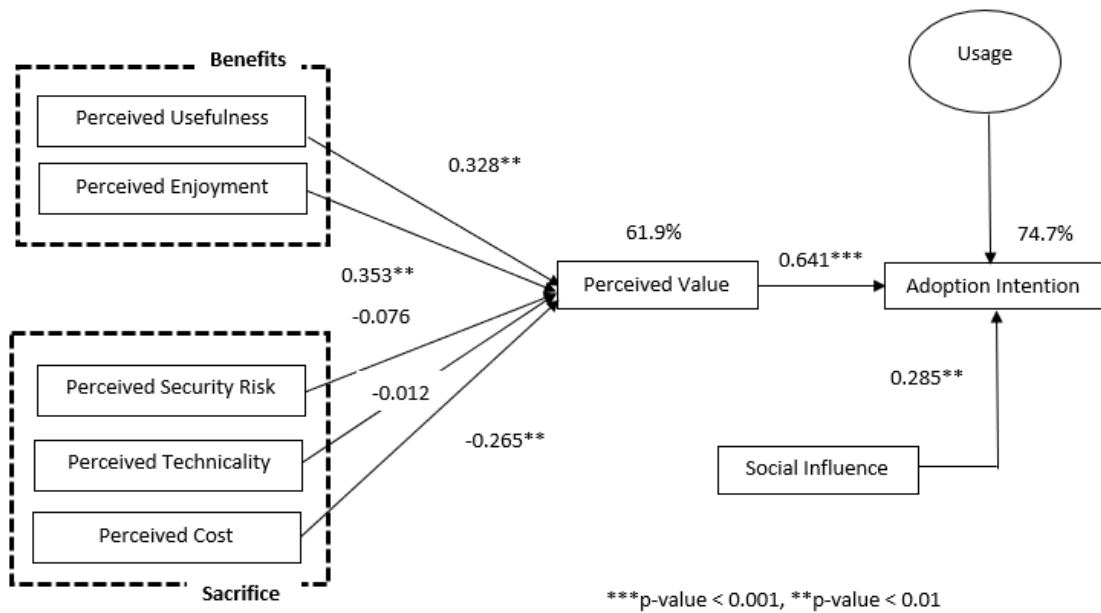 Benefits
Perceived Usefulness
Perceived Enjoyment
0.328**
0.353**
-0.076
Perceived Security Risk
Perceived Technicality
Perceived Cost
Sacrifice
-0.012
-0.265**
61.9%
Perceived Value
0.641***
Usage
74.7%
Adoption Intention
0.285**
Social Influence
***p-value < 0.001, **p-value < 0.01